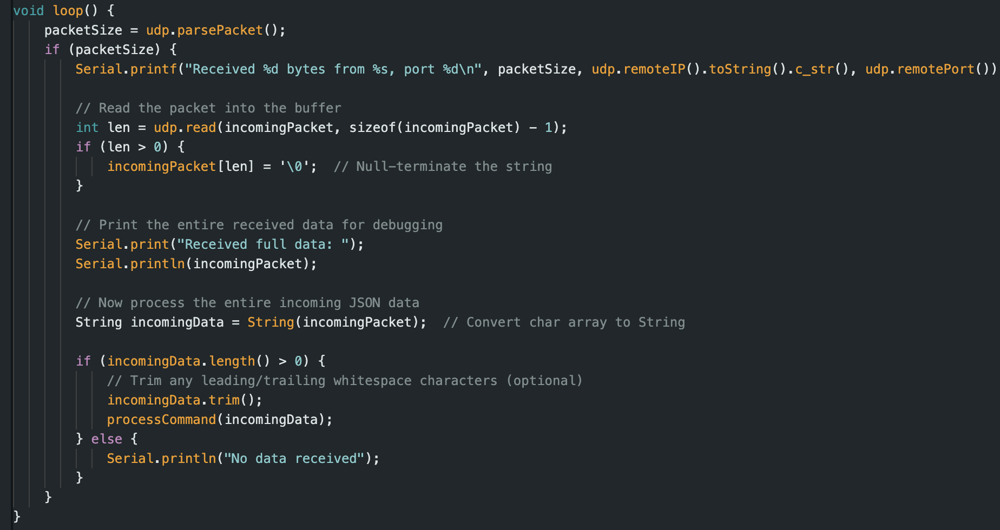 void loop() {
    packetSize = udp.parsePacket();
    if (packetSize) {
        Serial.printf("Received %d bytes from %s, port %d\n", packetSize, udp.remoteIP().toString().c_str(), udp.remotePort())

        // Read the packet into the buffer
        int len = udp.read(incomingPacket, sizeof(incomingPacket) - 1);
        if (len > 0) {
            incomingPacket[len] = '\0';  // Null-terminate the string
        }

        // Print the entire received data for debugging
        Serial.print("Received full data: ");
        Serial.println(incomingPacket);

        // Now process the entire incoming JSON data
        String incomingData = String(incomingPacket);  // Convert char array to String

        if (incomingData.length() > 0) {
            // Trim any leading/trailing whitespace characters (optional)
            incomingData.trim();
            processCommand(incomingData);
        } else {
            Serial.println("No data received");
        }
    }
}